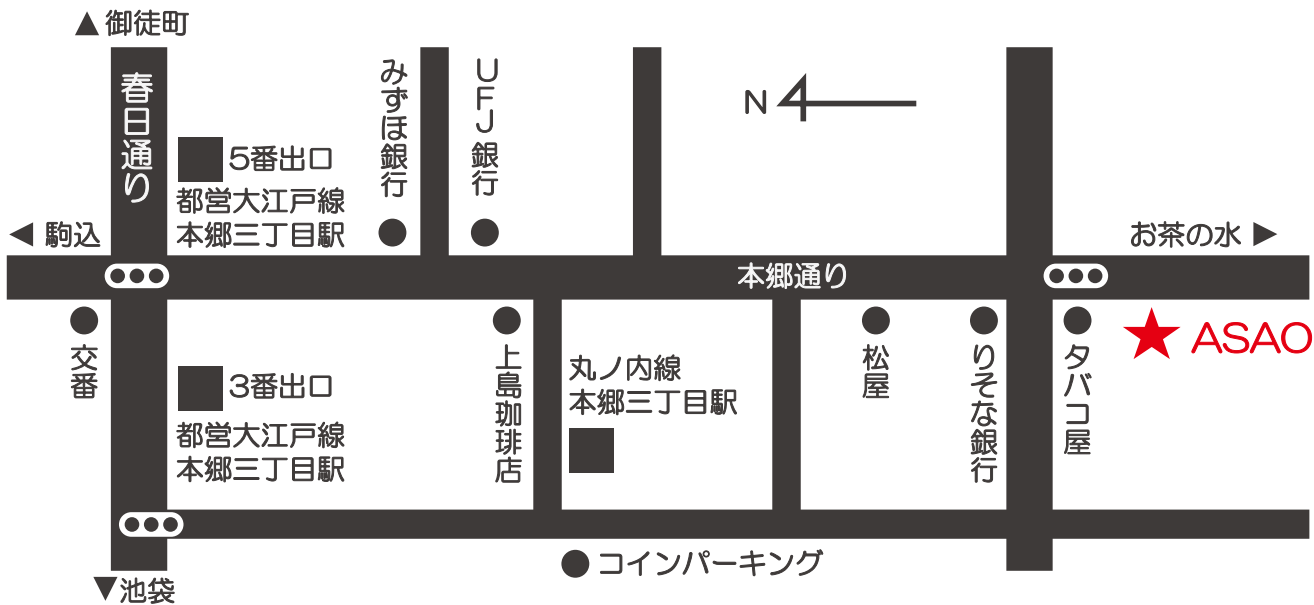 ▲御徒町
春日通り
みずほ銀行
UFJ銀行
N
5番出口
都営大江戸線
本郷三丁目駅
◀駒込
お茶の水▶
本郷通り
交番
3番出口
都営大江戸線
本郷三丁目駅
上島珈琲店
丸ノ内線
本郷三丁目駅
松屋
りそな銀行
タバコ屋
★ASAO
コインパーキング
▼池袋